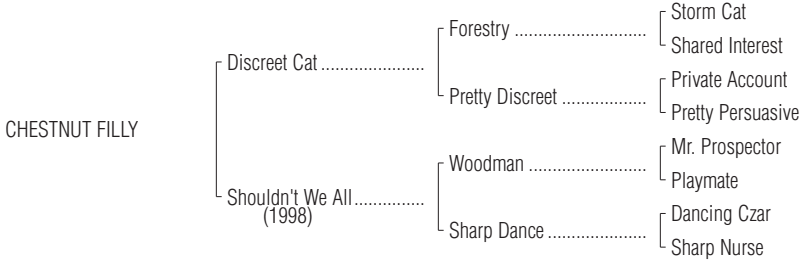 Storm Cat
Forestry ............................
Shared Interest
Discreet Cat ......................
Private Account
Pretty Discreet ..................
Pretty Persuasive
CHESTNUT FILLY
Mr. Prospector
Woodman .........................
Playmate
Shouldn't We All...............
(1998)
Dancing Czar
Sharp Dance .....................
Sharp Nurse